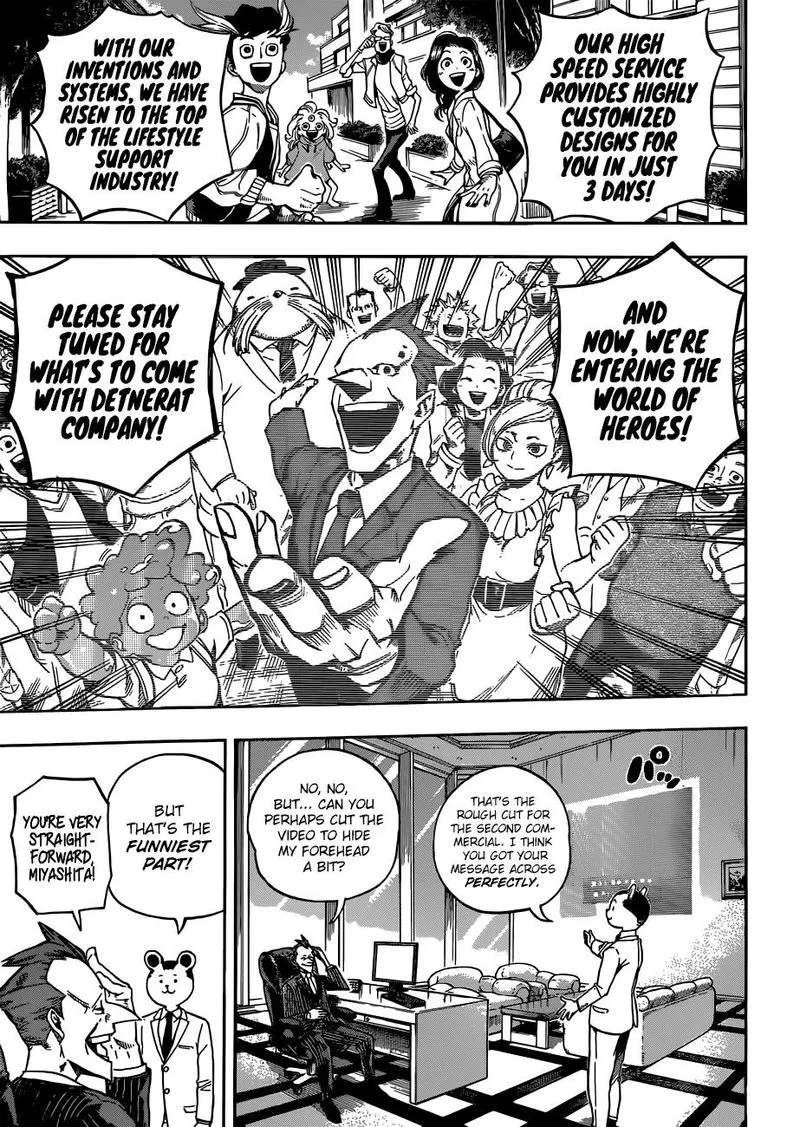 OUR HIGH
SPEED SERVICE
PROVIDES HIGHLY
CUSTOMIZED
DESIGNS FOR
YOU IN JUST
3 DAYS!
WITH OUR
INVENTIONS AND
SYSTEMS, WE HAVE
RISEN TO THE TOP
OF THE LIFESTYLE
SUPPORT
INDUSTRY!
AND
NOW, WE'RE
ENTERING THE
WORLD OF
HEROES!
PLEASE STAY
TUNED FOR
WHAT'S TO COME
WITH DETNERAT
COMPANY!
パッ
THAT'S THE
ROUGH CUT FOR
THE SECOND COM-
MERCIAL. I THINK
YOU GOT YOUR
MESSAGE ACROSS
PERFECTLY.
NO, NO,
BUT... CAN YOU
PERHAPS CUT THE
VIDEO TO HIDE
MY FOREHEAD
A BIT?
BUT
THAT'S THE
FUNNIEST
PART!
YOU'RE VERY
STRAIGHT-
FORWARD,
MIYASHITA!